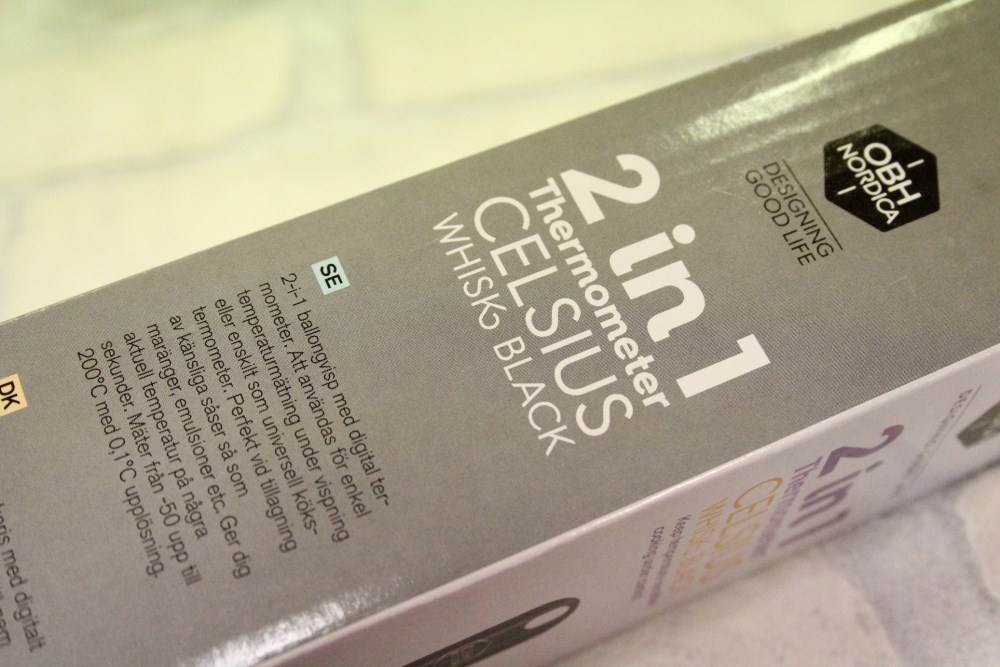 OBH
NORDICA
DESIGNING
GOOD LIFE
2 in 1
Thermometer
CELSIUS
WHISK, BLACK
SE
2-i-1 ballongvisp med digital ter-
mometer. Att användas för enkel
temperaturmätning under vispning
eller enskilt som universell köks-
termometer. Perfekt vid tillagning
av känsliga såser så som
maränger, emulsioner etc. Ger dig
aktuell temperatur på några
sekunder. Mäter från -50 upp till
200°C med 0,1°C upplösning.
DK
med digitalt
2 in 1
Thermometer
CELSIUS